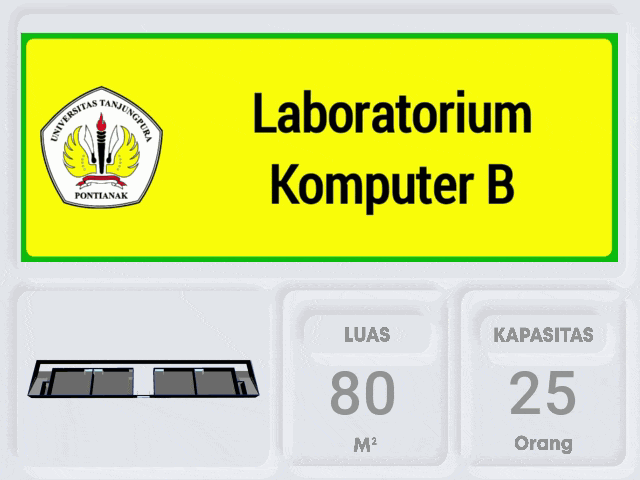 UNIVERSITAS TANJUNGPURA
PONTIANAK
Laboratorium
Komputer B
LUAS
80
M²
KAPASITAS
25
Orang